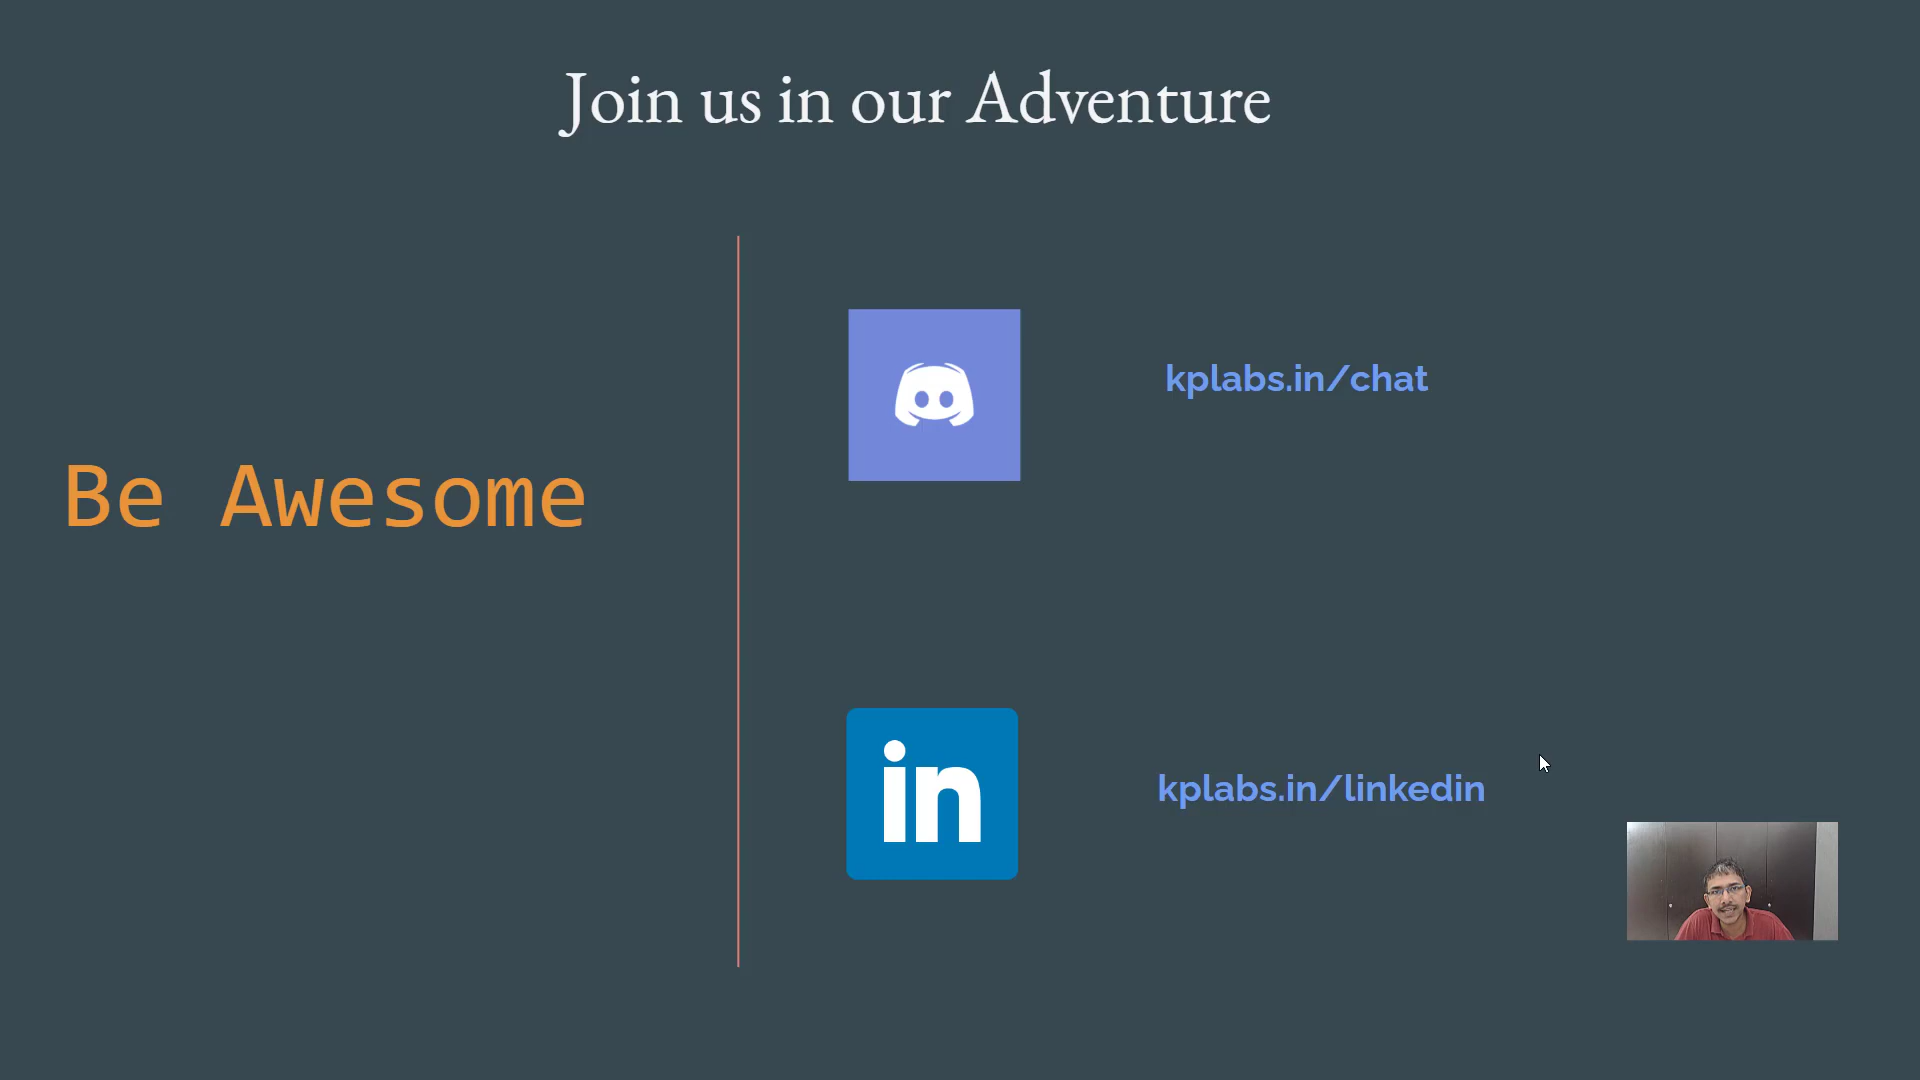 Join us in our Adventure
Be Awesome
kplabs.in/chat
in
kplabs.in/linkedin